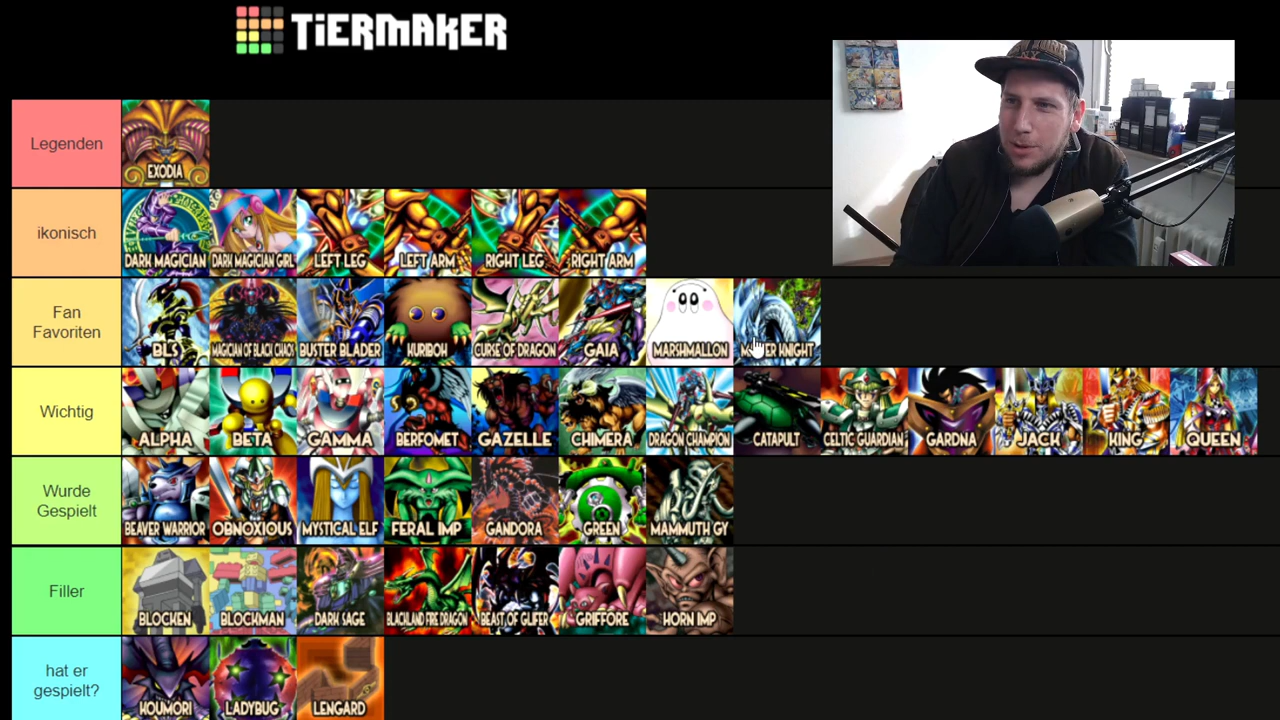 TiERMAKER
Legenden
EXODIA
ikonisch
DARK MAGICIAN
DARK MAGICIAN GIRL
LEFT LEG
LEFT ARM
RIGHT LEG
RIGHT ARM
Fan
Favoriten
BLS
MAGICIAN OF BLACK CHAOS
BUSTER BLADER
KURIBOH
CURSE OF DRAGON
GAIA
MARSHMALLON
KNIGHT
Wichtig
ALPHA
BETA
GAMMA
BERFOMET
GAZELLE
CHIMERA
DRAGON CHAMPION
CATAPULT
CELTIC GUARDIAN
GARDNA
JACK
KING
QUEEN
Wurde
Gespielt
BEAVER WARRIOR
OBNOXIOUS
MYSTICAL ELF
FERAL IMP
GANDORA
GREEN
MAMMUTH GY
Filler
BLOCKEN
BLOCKMAN
DARK SAGE
BLACKLAND FIRE DRAGON
BEAST OF GLIFER
GRIFFORE
HORN IMP
hat er
gespielt?
KOUMORI
LADYBUG
LENGARD